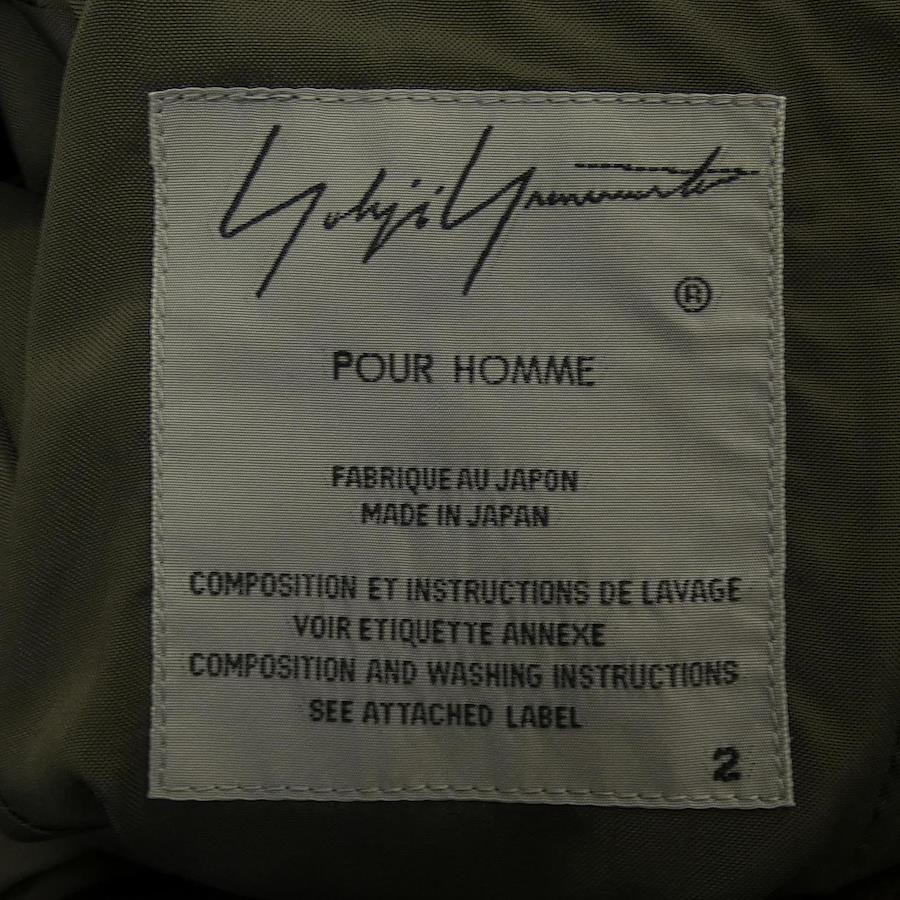 Yohji Yamamoto
®
POUR HOMME
FABRIQUE AU JAPON
MADE IN JAPAN
COMPOSITION ET INSTRUCTIONS DE LAVAGE
VOIR ETIQUETTE ANNEXE
COMPOSITION AND WASHING INSTRUCTIONS
SEE ATTACHED LABEL
2